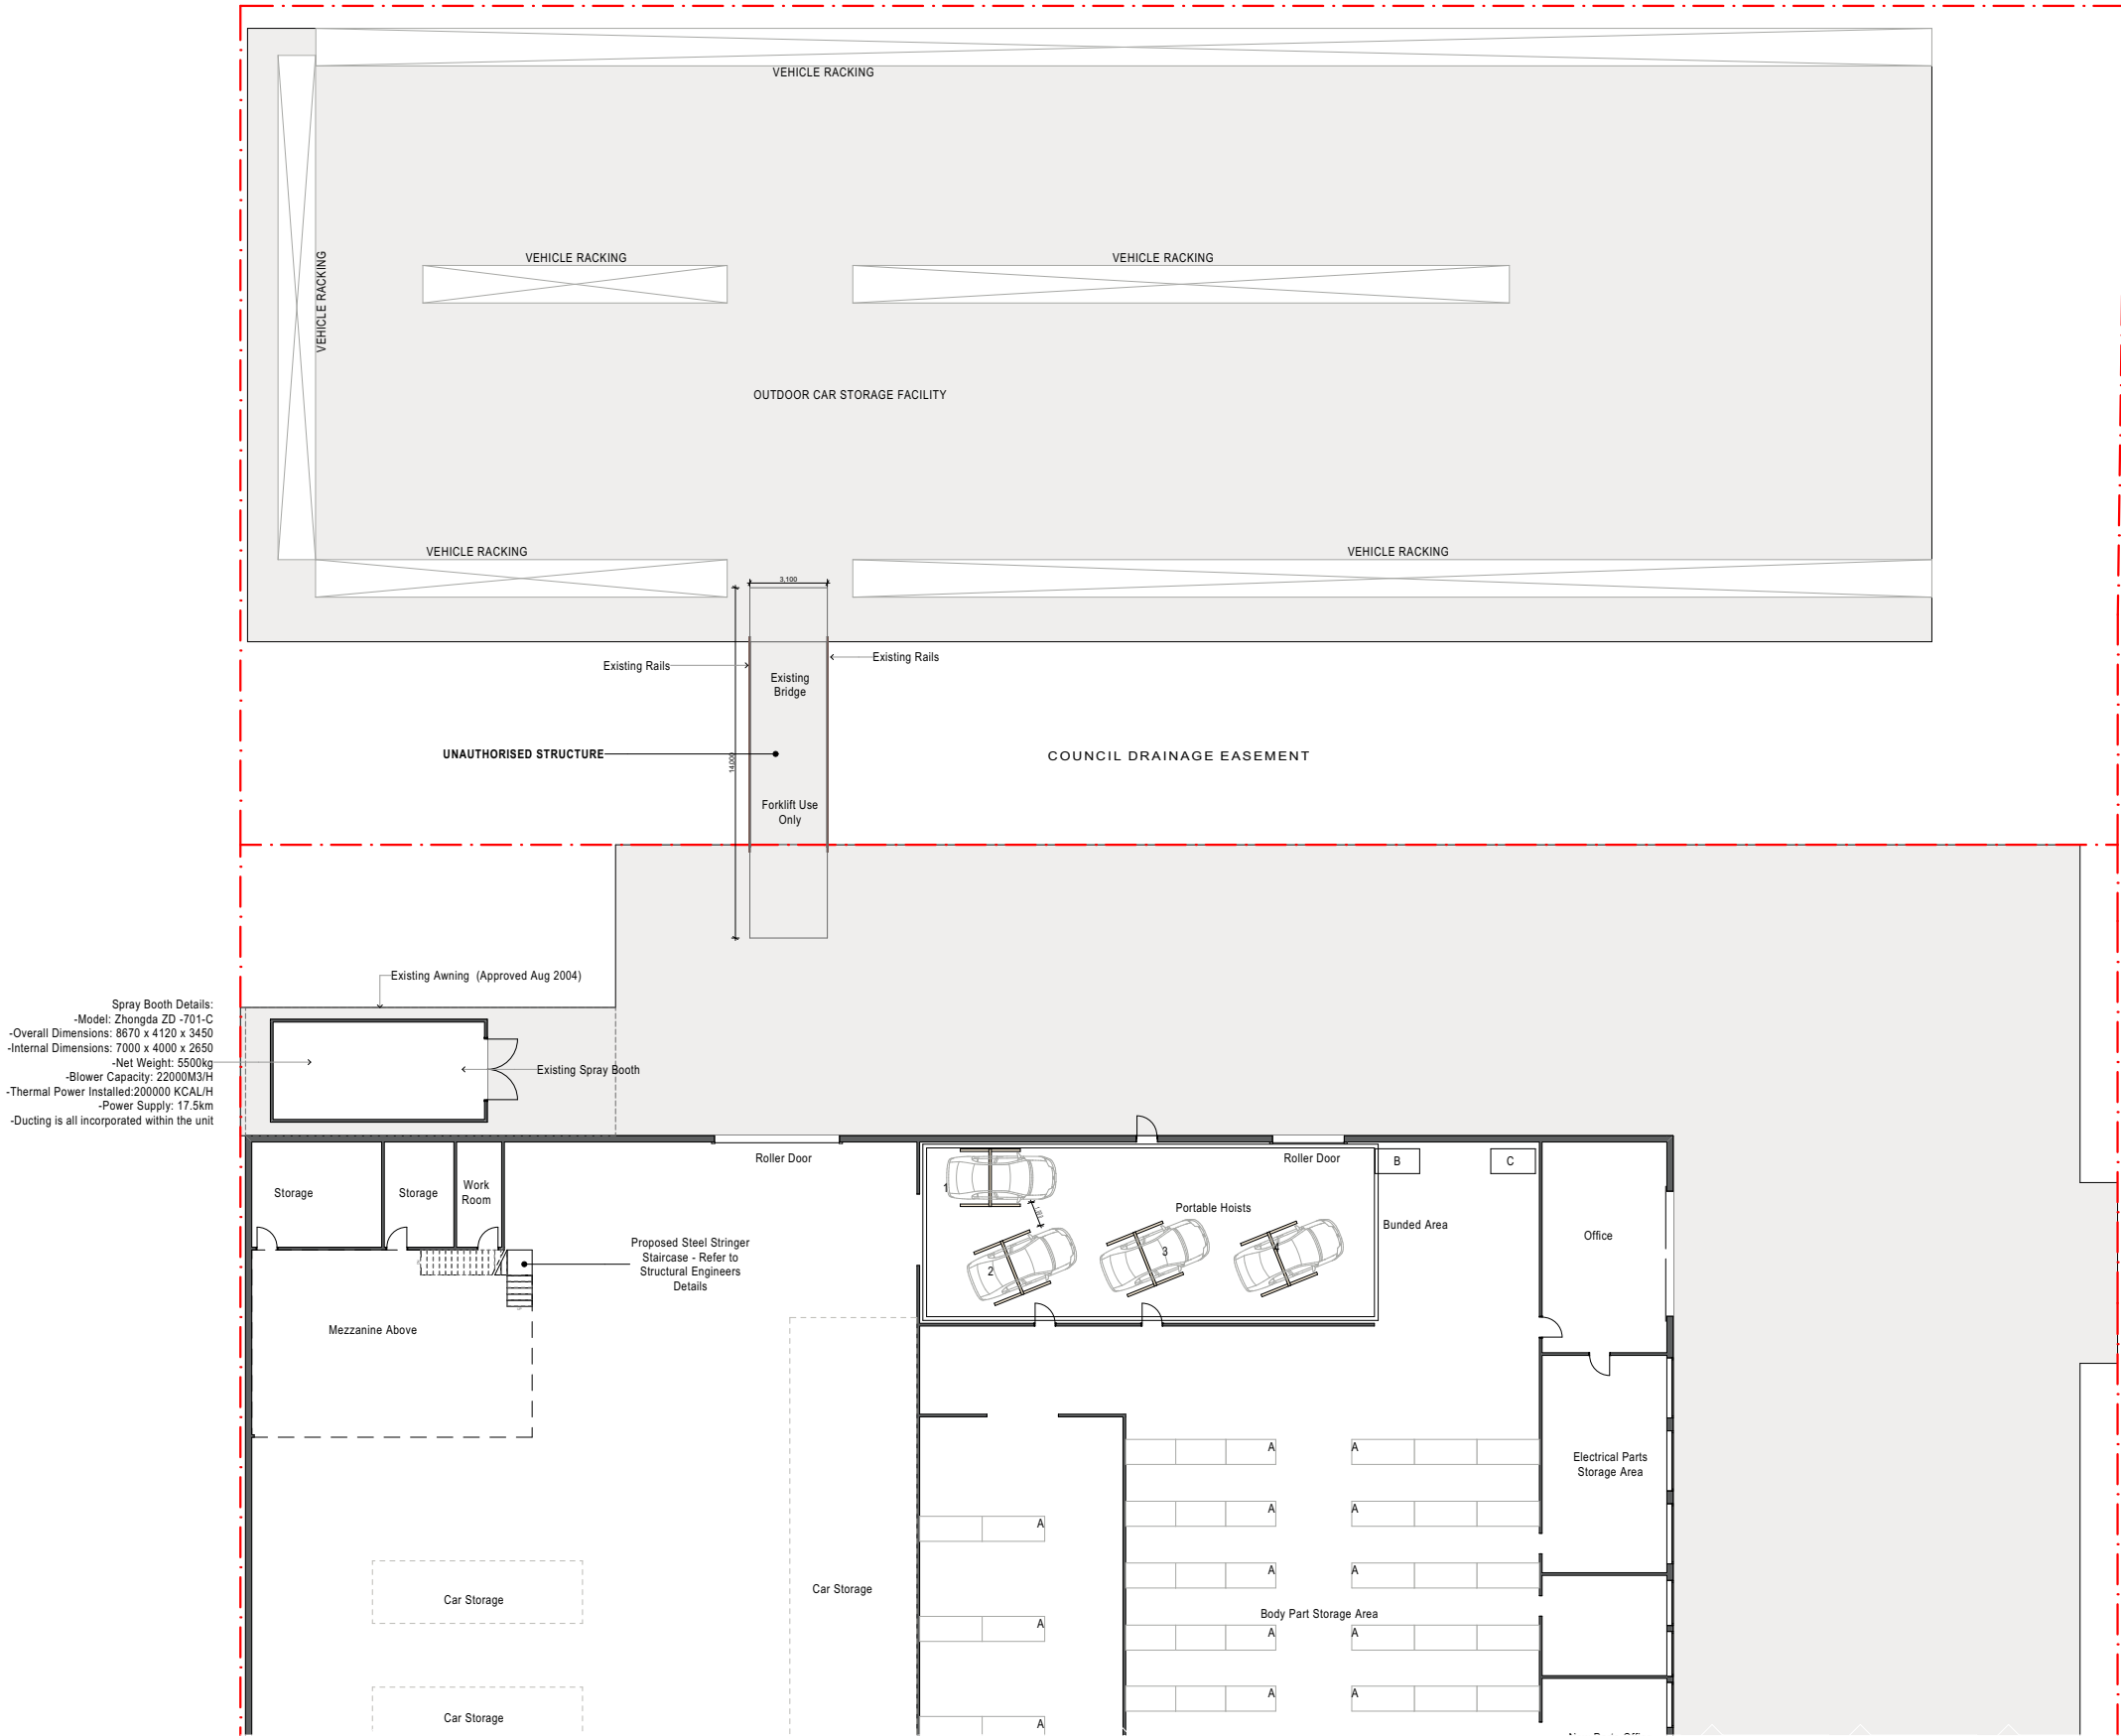 VEHICLE RACKING
VEHICLE RACKING
VEHICLE RACKING
VEHICLE RACKING
OUTDOOR CAR STORAGE FACILITY
VEHICLE RACKING
VEHICLE RACKING
3,100
Existing Rails
Existing Rails
Existing
Bridge
UNAUTHORISED STRUCTURE
14,000
COUNCIL DRAINAGE EASEMENT
Forklift Use
Only
Existing Awning (Approved Aug 2004)
Spray Booth Details:
-Model: Zhongda ZD -701-C
-Overall Dimensions: 8670 x 4120 x 3450
-Internal Dimensions: 7000 x 4000 x 2650
-Net Weight: 5500kg
-Blower Capacity: 22000M3/H
-Thermal Power Installed:200000 KCAL/H
-Power Supply: 17.5km
-Ducting is all incorporated within the unit
Existing Spray Booth
Roller Door
Roller Door
B
C
Storage
Storage
Work
Room
1
Portable Hoists
Bunded Area
Office
2
3
4
Proposed Steel Stringer
Staircase - Refer to
Structural Engineers
Details
Mezzanine Above
A
A
Electrical Parts
Storage Area
A
A
A
A
A
Car Storage
Car Storage
Body Part Storage Area
A
A
A
A
A
Car Storage
A